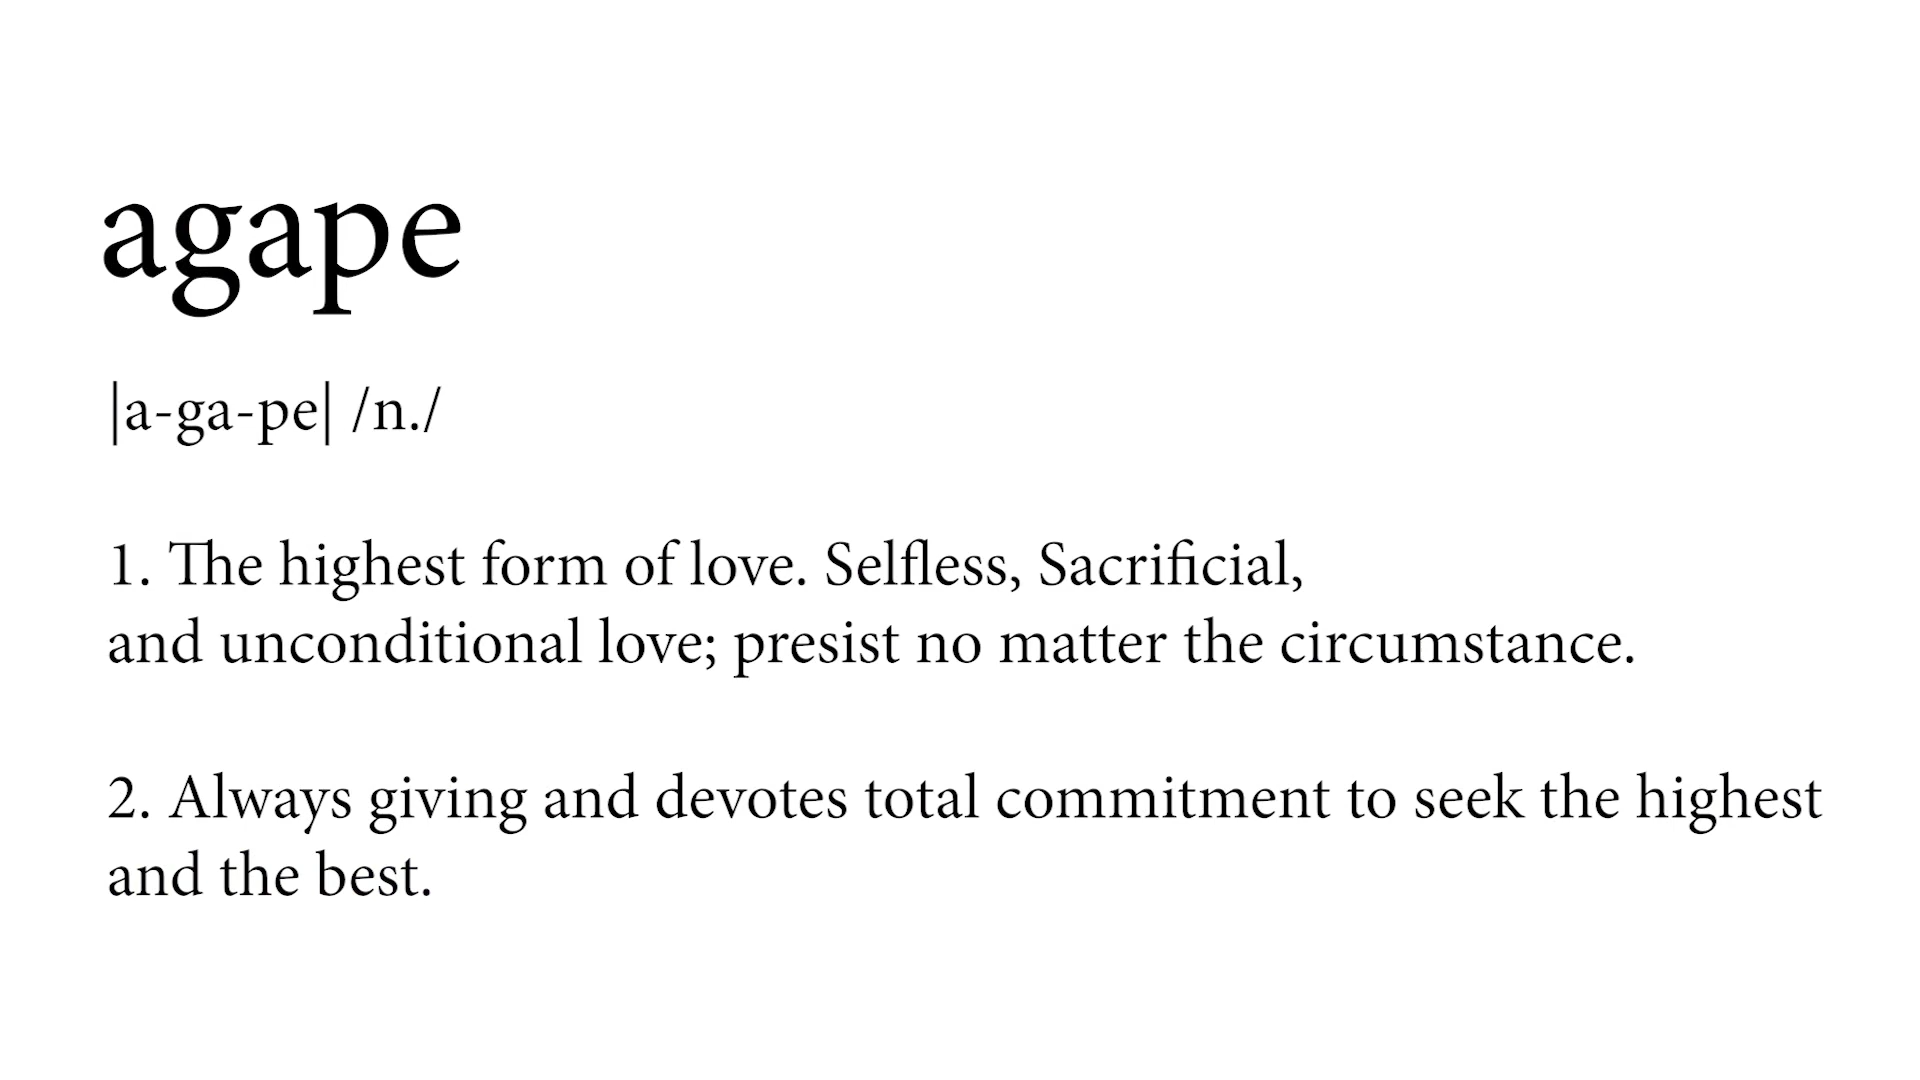 agape
|a-ga-pe| /n./
1. The highest form of love. Selfless, Sacrificial,
and unconditional love; presist no matter the circumstance.
2. Always giving and devotes total commitment to seek the highest
and the best.